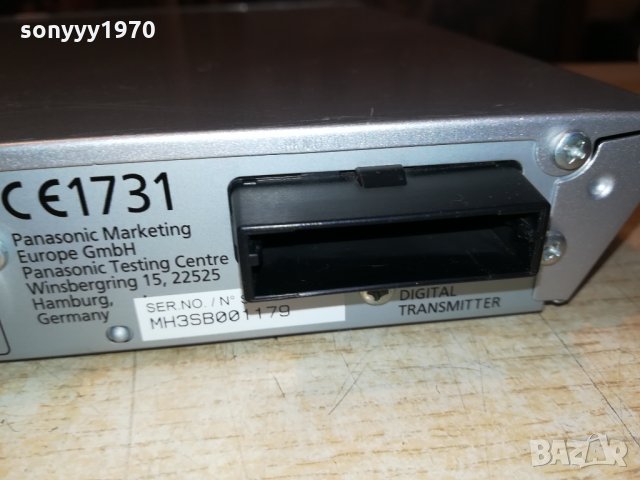 sonyyy1970
CE1731
Panasonic Marketing
Europe GmbH
Panasonic Testing Centre
Winsbergring 15, 22525
Hamburg,
Germany
SER.NO. / N°
MH3SB001179
DIGITAL
TRANSMITTER
BAZAR